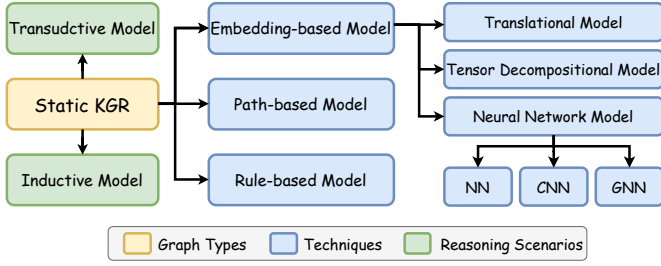 Transudctive Model
Embedding-based Model
Translational Model
Tensor Decompositional Model
Static KGR
Path-based Model
Neural Network Model
Inductive Model
Rule-based Model
NN
CNN
GNN
Graph Types
Techniques
Reasoning Scenarios